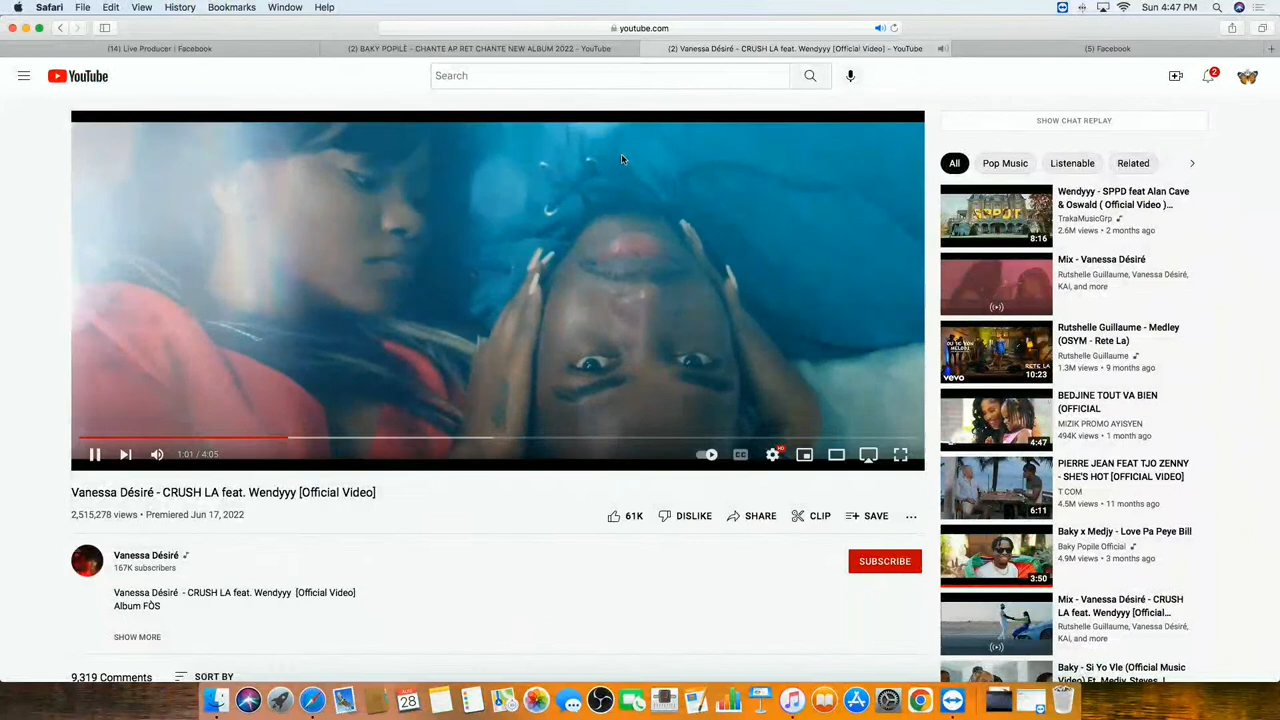 Safari File Edit View History Bookmarks Window Help Sun 4:47 PM
youtube.com
(14) Live Producer | Facebook (2) BAKY POPILÈ - CHANTE AP RET CHANTE NEW ALBUM 2022 - YouTube (2) Vanessa Désiré - CRUSH LA feat. Wendyyy [Official Video] - YouTube (5) Facebook
YouTube Search 2
SHOW CHAT REPLAY
All Pop Music Listenable Related
SPPDT
8:16
Wendyyy - SPPD feat Alan Cave
& Oswald ( Official Video )...
TrakaMusicGrp
2.6M views • 2 months ago
Mix - Vanessa Désiré
Rutshelle Guillaume, Vanessa Désiré,
KAÏ, and more
vevo
RETE LA
10:23
Rutshelle Guillaume - Medley
(OSYM - Rete La)
Rutshelle Guillaume
1.3M views • 9 months ago
4:47
BEDJINE TOUT VA BIEN
(OFFICIAL
MIZIK PROMO AYISYEN
494K views • 1 month ago
6:11
PIERRE JEAN FEAT TJO ZENNY
- SHE'S HOT [OFFICIAL VIDEO]
T COM
4.5M views • 11 months ago
3:50
Baky x Medjy - Love Pa Peye Bill
Baky Popile Official
4.9M views • 3 months ago
Mix - Vanessa Désiré - CRUSH
LA feat. Wendyyy [Official...
Rutshelle Guillaume, Vanessa Désiré,
KAÏ, and more
Baky - Si Yo Vle (Official Music
1:01 / 4:05
CC
HD
Vanessa Désiré - CRUSH LA feat. Wendyyy [Official Video]
2,515,278 views • Premiered Jun 17, 2022
61K DISLIKE SHARE CLIP SAVE
Vanessa Désiré
167K subscribers
SUBSCRIBE
Vanessa Désiré - CRUSH LA feat. Wendyyy [Official Video]
Album FÒS
SHOW MORE
9,319 Comments SORT BY
28